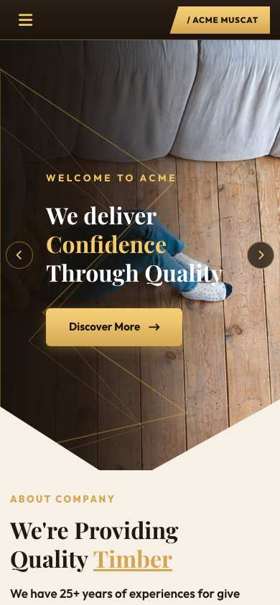 / ACME MUSCAT
WELCOME TO ACME
We deliver
Confidence
Through Quality
Discover More
ABOUT COMPANY
We're Providing
Quality Timber
We have 25+ years of experiences for give